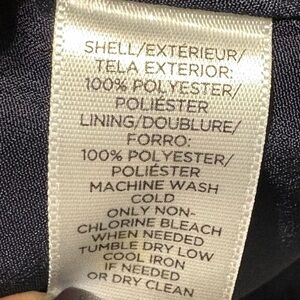 SHELL/EXTÉRIEUR/
TELA EXTERIOR:
100% POLYESTER/
POLIÉSTER
LINING/DOUBLURE/
FORRO:
100% POLYESTER/
POLIÉSTER
MACHINE WASH
COLD
ONLY NON-
CHLORINE BLEACH
WHEN NEEDED
TUMBLE DRY LOW
COOL IRON
IF NEEDED
OR DRY CLEAN